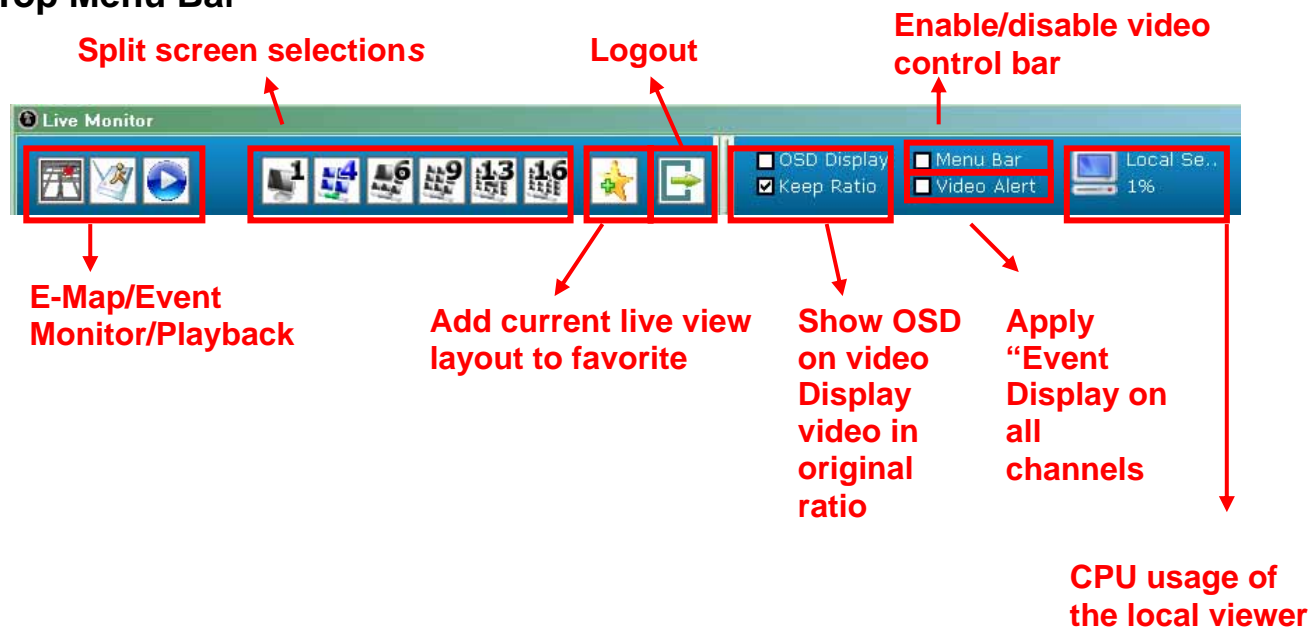 Top Menu Bar
Split screen selections
Logout
Enable/disable video
control bar
Live Monitor
1
4
6
9
13
16
OSD Display
Keep Ratio
Menu Bar
Video Alert
Local Se..
1%
E-Map/Event
Monitor/Playback
Add current live view
layout to favorite
Show OSD
on video
Display
video in
original
ratio
Apply
“Event
Display on
all
channels
CPU usage of
the local viewer